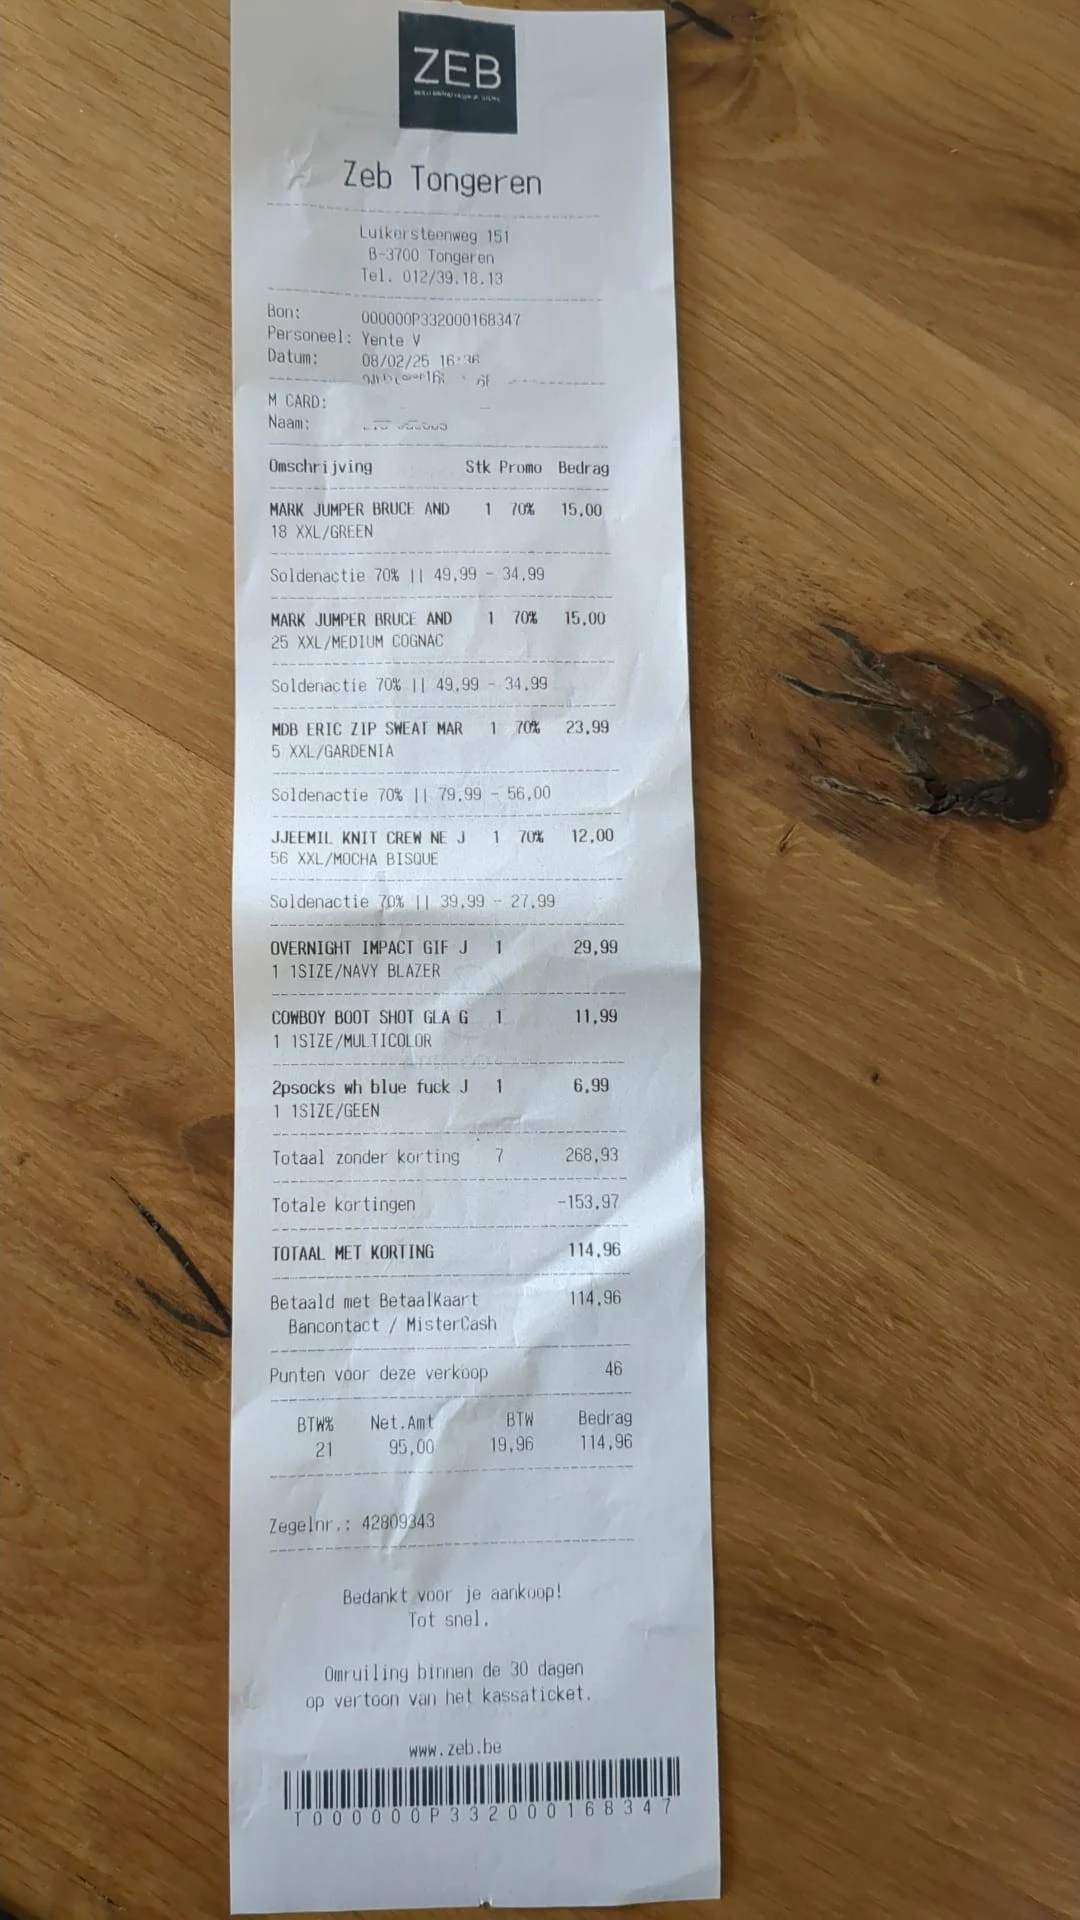 ZEB
Zeb Tongeren
Luikersteenweg 151
B-3700 Tongeren
Tel. 012/39.18.13
Bon: 000000P332000168347
Personeel: Yente V
Datum: 08/02/25 16:36
M CARD:
Naam:
Omschrijving Stk Promo Bedrag
MARK JUMPER BRUCE AND 1 70% 15,00
18 XXL/GREEN
Soldenactie 70% || 49,99 - 34,99
MARK JUMPER BRUCE AND 1 70% 15,00
25 XXL/MEDIUM COGNAC
Soldenactie 70% || 49,99 - 34,99
MDB ERIC ZIP SWEAT MAR 1 70% 23,99
5 XXL/GARDENIA
Soldenactie 70% || 79,99 - 56,00
JJEEMIL KNIT CREW NE J 1 70% 12,00
56 XXL/MOCHA BISQUE
Soldenactie 70% || 39,99 - 27,99
OVERNIGHT IMPACT GIF J 1 29,99
1 1SIZE/NAVY BLAZER
COWBOY BOOT SHOT GLA G 1 11,99
1 1SIZE/MULTICOLOR
2psocks wh blue fuck J 1 6,99
1 1SIZE/GEEN
Totaal zonder korting 7 268,93
Totale kortingen -153,97
TOTAAL MET KORTING 114,96
Betaald met BetaalKaart 114,96
Bancontact / MisterCash
Punten voor deze verkoop 46
BTW% Net.Amt BTW Bedrag
21 95,00 19,96 114,96
Zegelnr.: 42809343
Bedankt voor je aankoop!
Tot snel.
Omruiling binnen de 30 dagen
op vertoon van het kassaticket.
www.zeb.be
T000000P332000168347